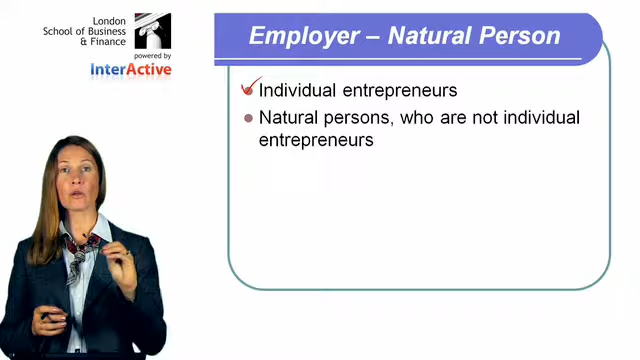 London
School of Business
& Finance
powered by
InterActive
Employer – Natural Person
Individual entrepreneurs
Natural persons, who are not individual
entrepreneurs